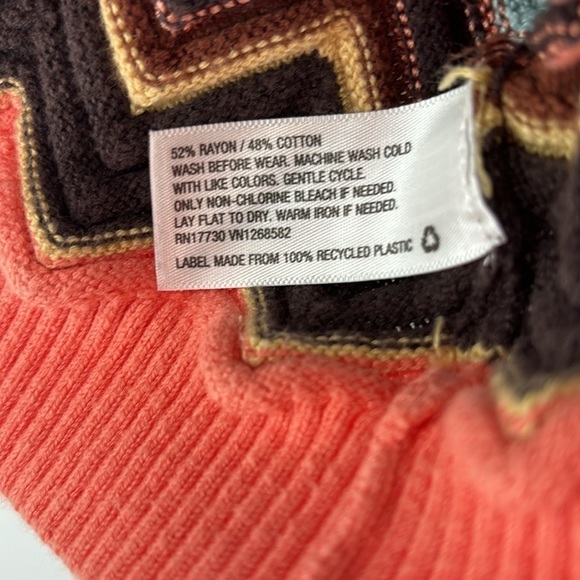 52% RAYON / 48% COTTON
WASH BEFORE WEAR. MACHINE WASH COLD
WITH LIKE COLORS. GENTLE CYCLE.
ONLY NON-CHLORINE BLEACH IF NEEDED.
LAY FLAT TO DRY. WARM IRON IF NEEDED.
RN17730 VN1268582
LABEL MADE FROM 100% RECYCLED PLASTIC